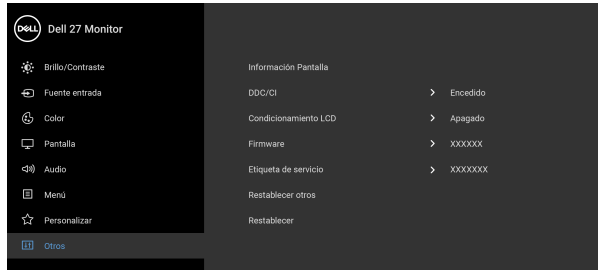 DELL Dell 27 Monitor
Brillo/Contraste
Fuente entrada
Color
Pantalla
Audio
Menú
Personalizar
Otros
Información Pantalla
DDC/CI > Encedido
Condicionamiento LCD > Apagado
Firmware > XXXXXX
Etiqueta de servicio > XXXXXXX
Restablecer otros
Restablecer